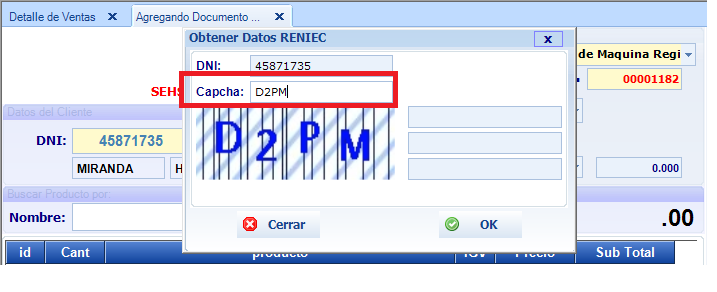 Detalle de Ventas
Agregando Documento ...
Obtener Datos RENIEC
x
de Maquina Regi
DNI: 45871735
00001182
SEHS
Capcha: D2PM
Datos del Cliente
D2PM
DNI: 45871735
MIRANDA
H
0.000
Buscar Producto por:
Nombre:
.00
Cerrar
OK
id Cant producto IGV Precio Sub Total